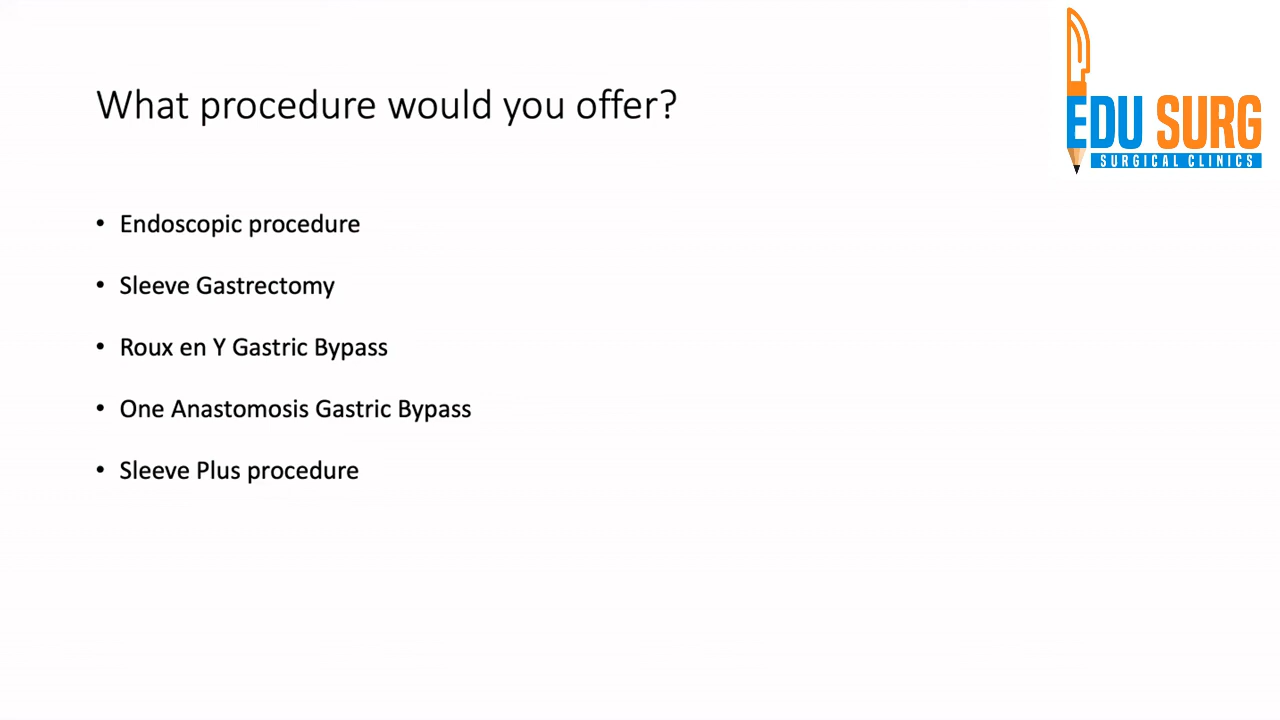 What procedure would you offer?
EDU SURG
SURGICAL CLINICS
• Endoscopic procedure
• Sleeve Gastrectomy
• Roux en Y Gastric Bypass
• One Anastomosis Gastric Bypass
• Sleeve Plus procedure